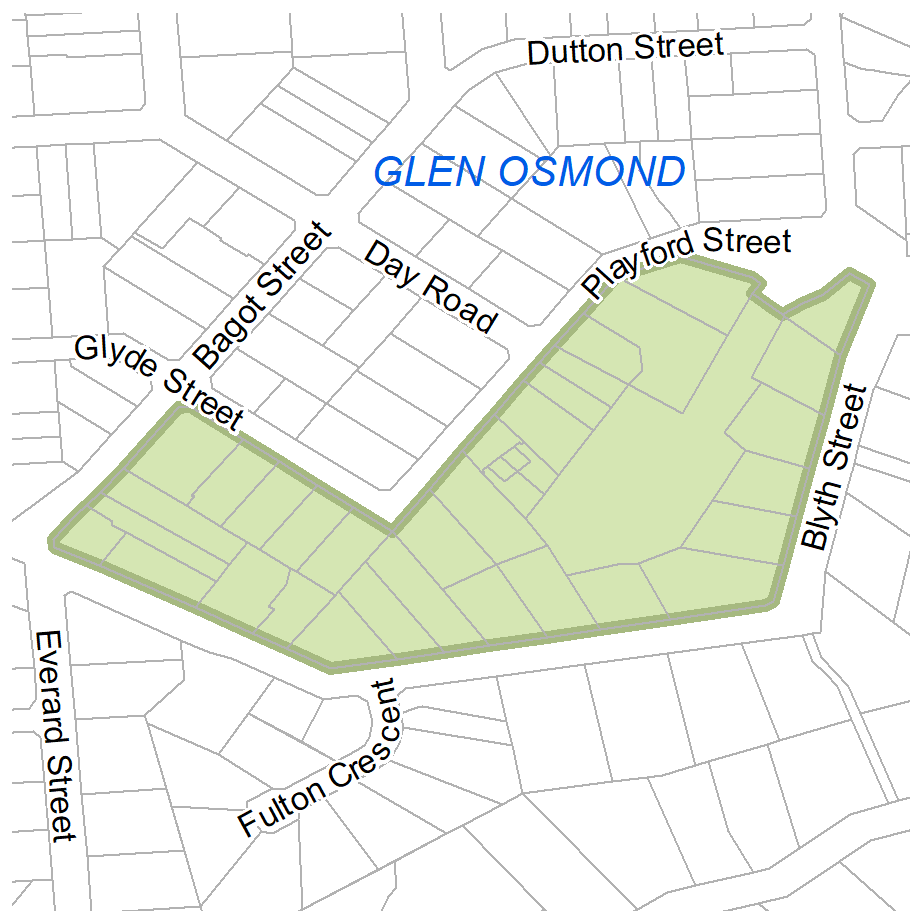 Dutton Street
GLEN OSMOND
Playford Street
Day Road
Bagot Street
Glyde Street
Blyth Street
Everard Street
Fulton Crescent